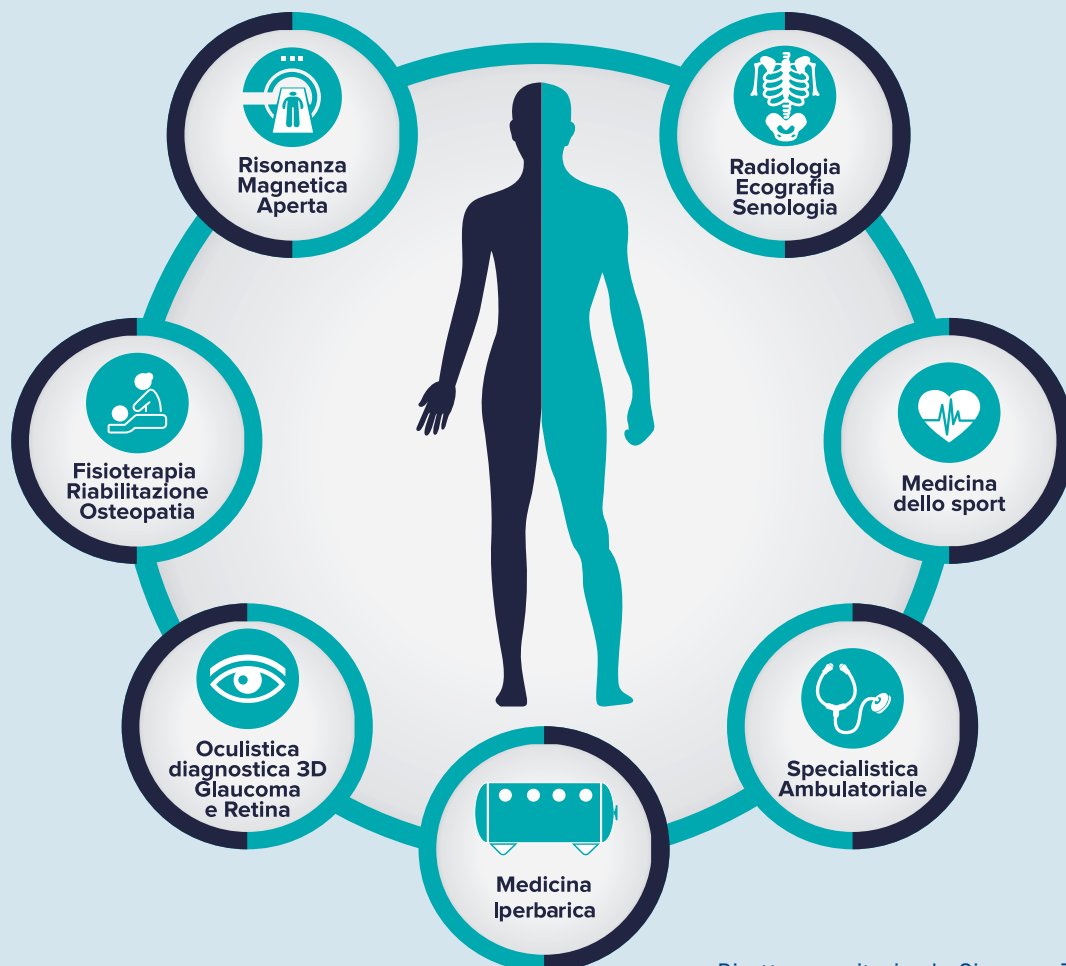 Risonanza
Magnetica
Aperta
Radiologia
Ecografia
Senologia
Fisioterapia
Riabilitazione
Osteopatia
Medicina
dello sport
Oculistica
diagnostica 3D
Glaucoma
e Retina
Specialistica
Ambulatoriale
Medicina
Iperbarica